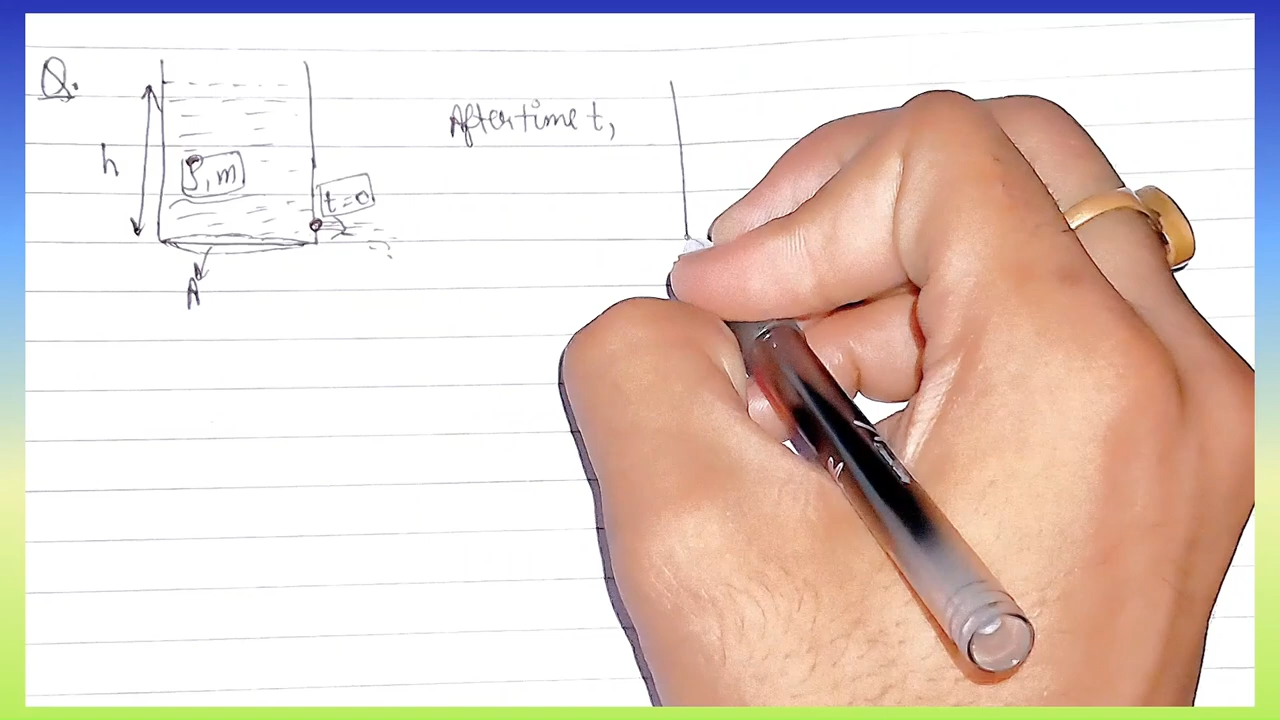 Q.
h
ρ, m
t=0
A
After time t,